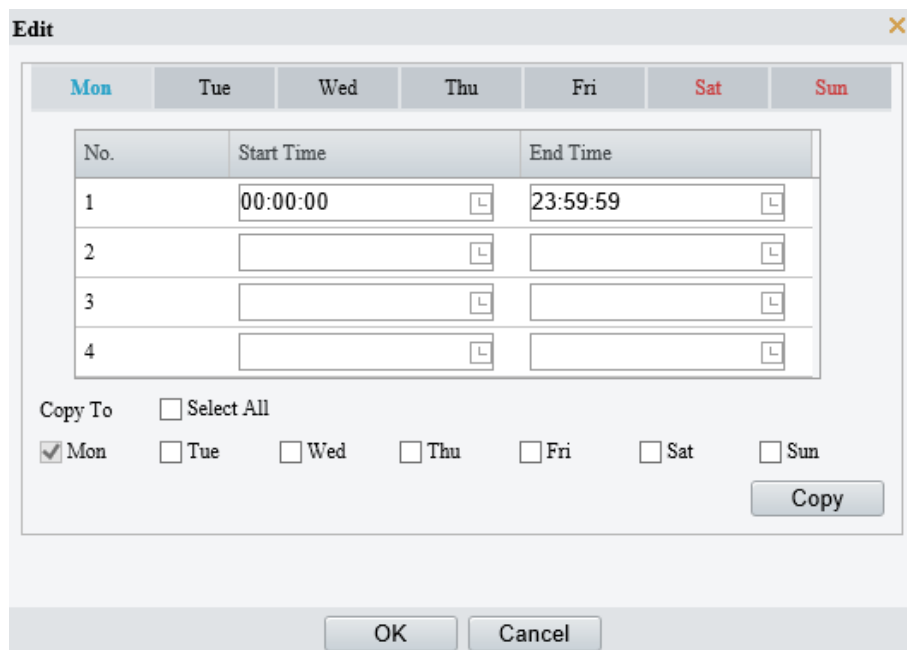 Edit
Mon Tue Wed Thu Fri Sat Sun
No. Start Time End Time
1 00:00:00 23:59:59
2
3
4
Copy To Select All
Mon Tue Wed Thu Fri Sat Sun
Copy
OK Cancel